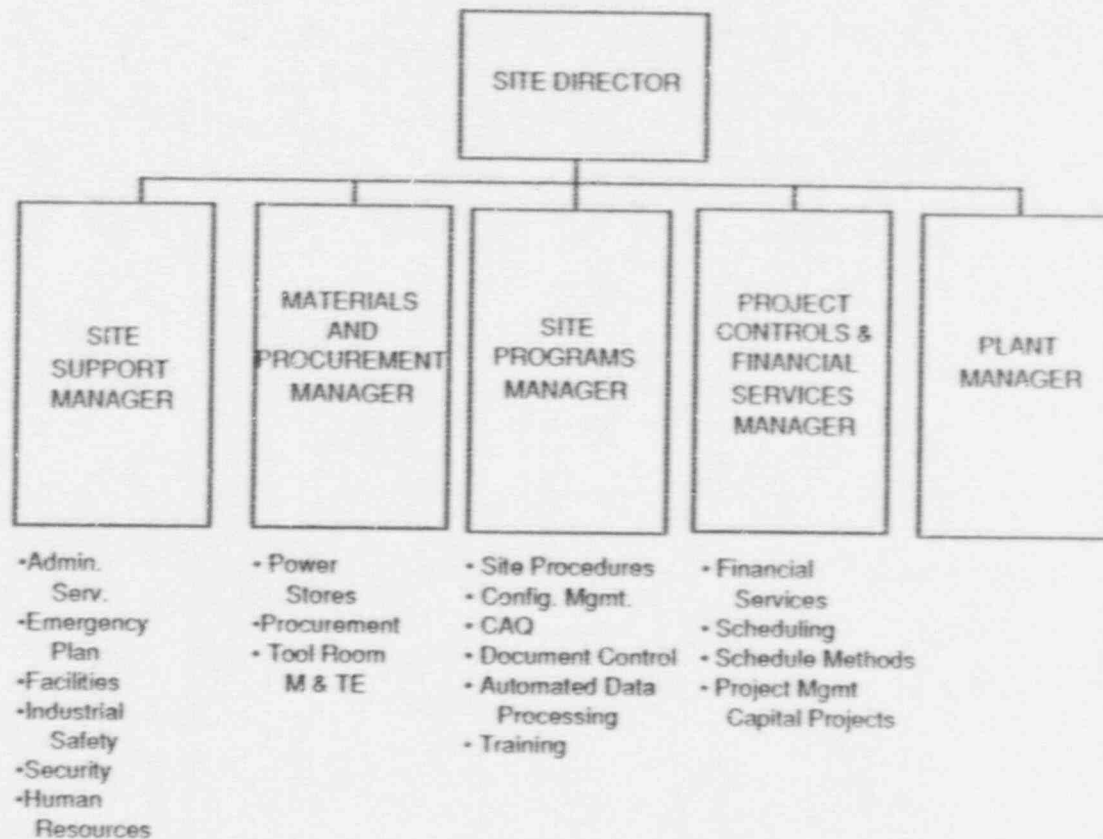 SITE DIRECTOR
SITE
SUPPORT
MANAGER
MATERIALS
AND
PROCUREMENT
MANAGER
SITE
PROGRAMS
MANAGER
PROJECT
CONTROLS &
FINANCIAL
SERVICES
MANAGER
PLANT
MANAGER
•Admin.
Serv.
•Emergency
Plan
•Facilities
•Industrial
Safety
•Security
•Human
Resources
• Power
Stores
•Procurement
• Tool Room
M & TE
• Site Procedures
• Config. Mgmt.
• CAQ
• Document Control
• Automated Data
Processing
• Training
• Financial
Services
• Scheduling
• Schedule Methods
• Project Mgmt
Capital Projects